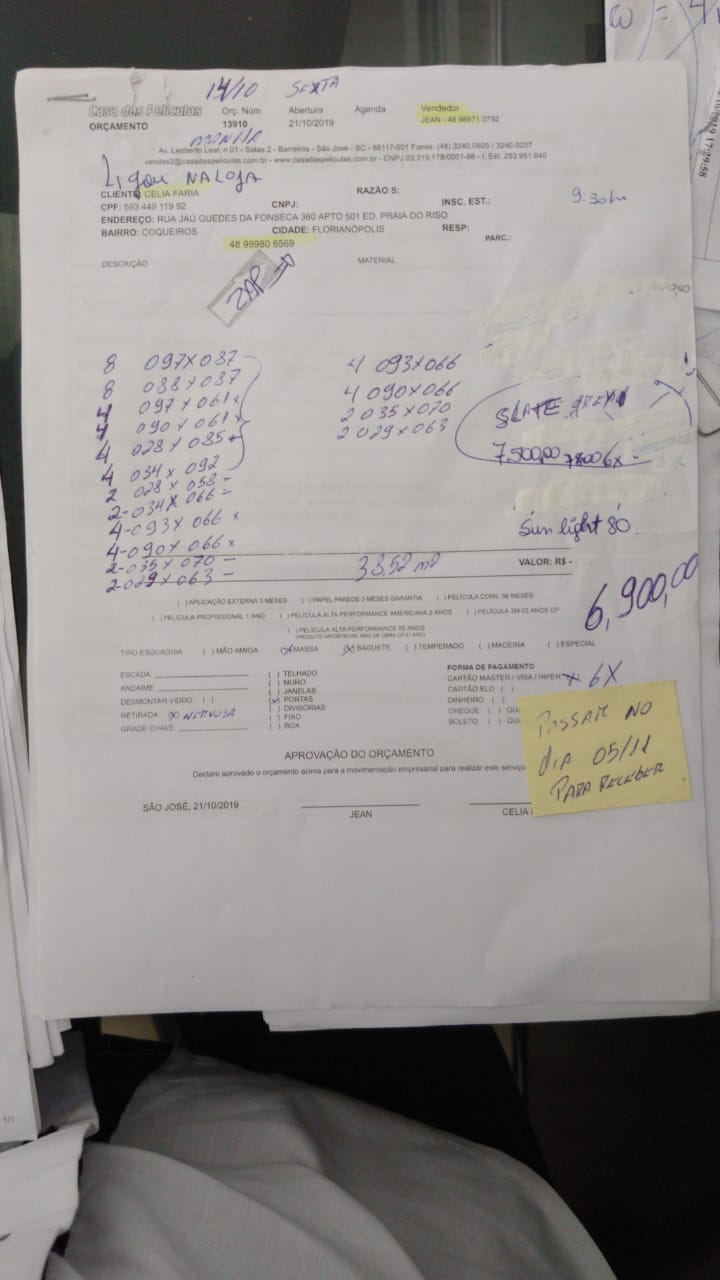 14/10 SEXTA
Casa das Películas
ORÇAMENTO
Orç. Núm
13910
Abertura
21/10/2019
Agenda
Vendedor
JEAN - 48 98871 0792
Av. Leoberto Leal, n 01 - Salas 2 - Barreiros - São José - SC - 88117-001 Fones (48) 3240.0605 / 3240.0207
vendas3@casadaspeliculas.com.br - www.casadaspeliculas.com.br - CNPJ 03.319.178/0001-98 - I. Est. 253 951 640
Ligou NA LOJA
CLIENTE: CELIA FARIA
RAZÃO S:
9:30hs
CPF: 593 449 119 92
CNPJ:
INSC. EST.:
ENDEREÇO: RUA JAÚ GUEDES DA FONSECA 360 APTO 501 ED. PRAIA DO RISO
BAIRRO: COQUEIROS
CIDADE: FLORIANÓPOLIS
RESP:
PARC.:
48 99980 6569
DESCRIÇÃO
MATERIAL
ZAP
8 097X087
8 088X087
4 097X061x
4 090X061x
4 028X085
4 034X092
2 028X058-
2-034X066=
4-093X066x
4-090X066x
2-035X070-
2-029X063-
4 093X066
4 090X066
2 035X070
2 029X063
7.500,00
6X
Sun light 80
38,52 m2
VALOR: R$ -
6,900,00
( ) APLICAÇÃO EXTERNA 3 MESES ( ) PAPEL PAREDE 3 MESES GARANTIA ( ) PELÍCULA CONV. 06 MESES
( ) PELÍCULA PROFISSIONAL 1 ANO ( ) PELÍCULA ALTA PERFORMANCE AMERICANA 2 ANOS ( ) PELÍCULA 3M 03 ANOS CP
( ) PELÍCULA ALTA PERFORMANCE 05 ANOS
TIPO ESQUADRIA ( ) MÃO AMIGA (x) MASSA (x) BAGUETE ( ) TEMPERADO ( ) MADEIRA ( ) ESPECIAL
ESCADA
ANDAIME
DESMONTAR VIDRO: ( )
RETIRADA (x) NERVOSA
GRADE CHAVE
( ) TELHADO
( ) MURO
( ) JANELAS
(x) PORTAS
( ) DIVISÓRIAS
( ) FIXO
( ) BOX
FORMA DE PAGAMENTO
CARTÃO MASTER / VISA / HIPER x 6X
CARTÃO ELO ( )
DINHEIRO ( )
CHEQUE ( )
BOLETO ( )
PASSAR NO
DIA 05/11
PARA RECEBER
APROVAÇÃO DO ORÇAMENTO
Declaro aprovado o orçamento acima para a movimentação empresarial para realizar este serviço
SÃO JOSÉ, 21/10/2019
JEAN
CELIA
1/1